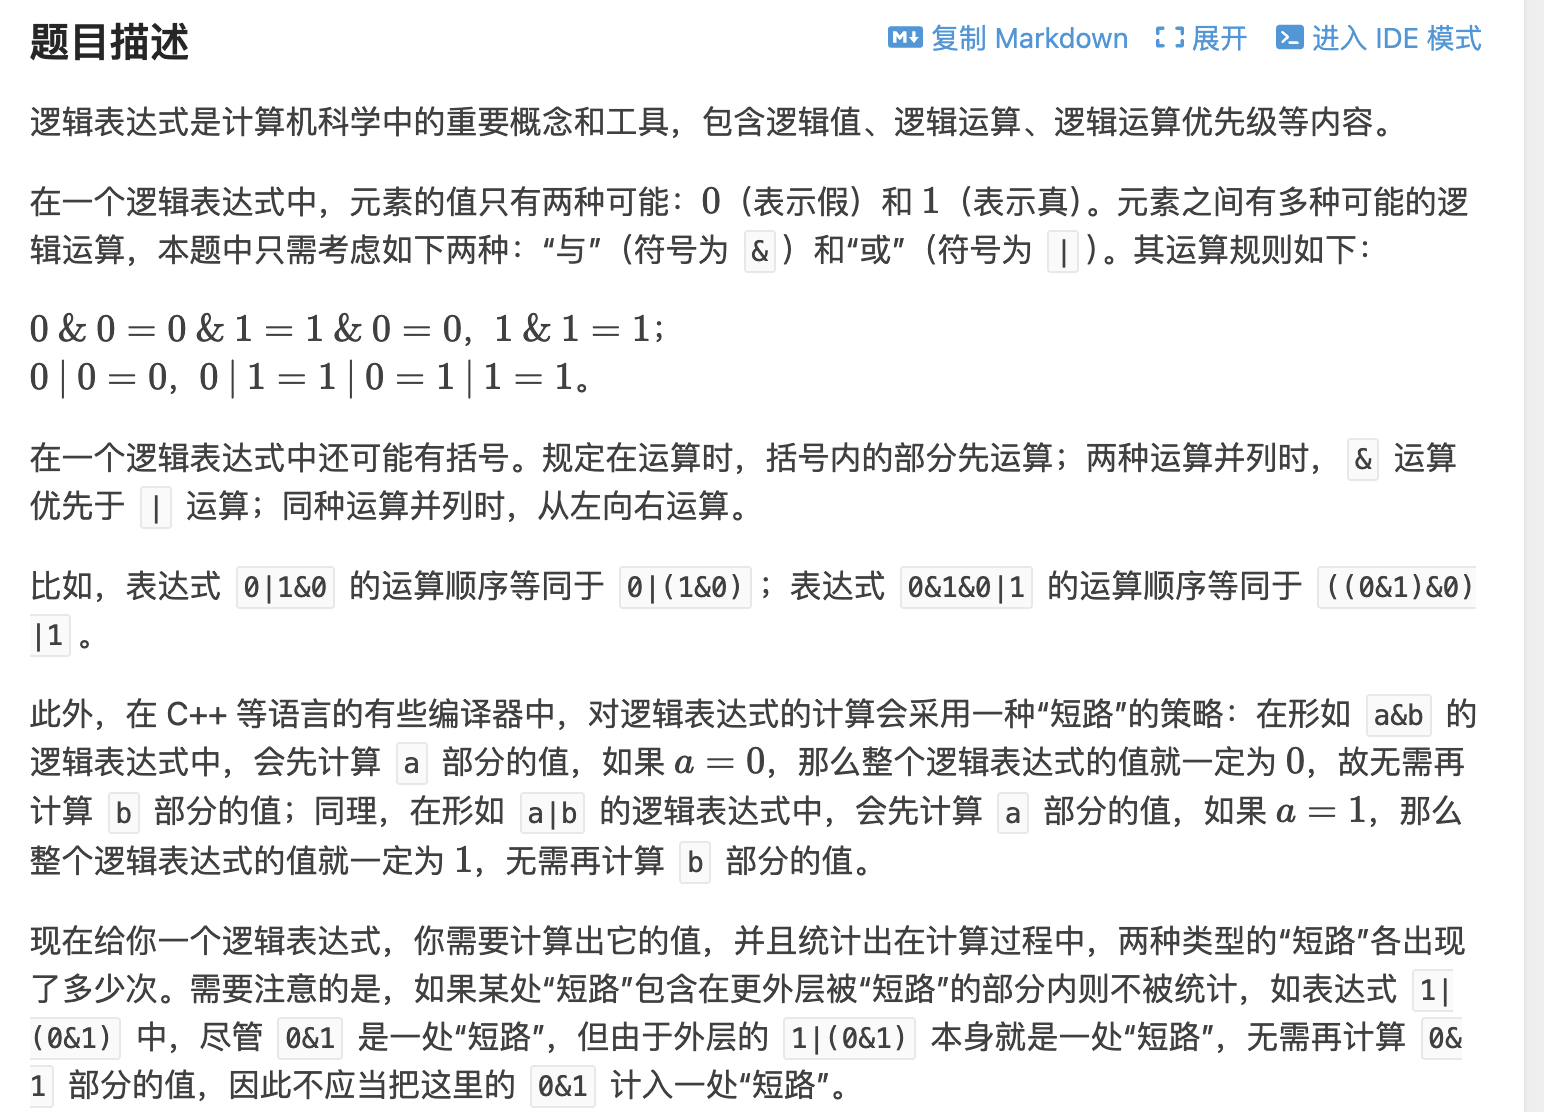 题目描述
复制 Markdown 展开 进入 IDE 模式
逻辑表达式是计算机科学中的重要概念和工具，包含逻辑值、逻辑运算、逻辑运算优先级等内容。
在一个逻辑表达式中，元素的值只有两种可能：0（表示假）和 1（表示真）。元素之间有多种可能的逻
辑运算，本题中只需考虑如下两种：“与”（符号为 &）和“或”（符号为 |）。其运算规则如下：
0 & 0 = 0 & 1 = 1 & 0 = 0，1 & 1 = 1；
0 | 0 = 0，0 | 1 = 1 | 0 = 1 | 1 = 1。
在一个逻辑表达式中还可能有括号。规定在运算时，括号内的部分先运算；两种运算并列时， & 运算
优先于 | 运算；同种运算并列时，从左向右运算。
比如，表达式 0|1&0 的运算顺序等同于 0|(1&0)；表达式 0&1&0|1 的运算顺序等同于 ((0&1)&0)
|1。
此外，在 C++ 等语言的有些编译器中，对逻辑表达式的计算会采用一种“短路”的策略：在形如 a&b 的
逻辑表达式中，会先计算 a 部分的值，如果 a = 0，那么整个逻辑表达式的值就一定为 0，故无需再
计算 b 部分的值；同理，在形如 a|b 的逻辑表达式中，会先计算 a 部分的值，如果 a = 1，那么
整个逻辑表达式的值就一定为 1，无需再计算 b 部分的值。
现在给你一个逻辑表达式，你需要计算出它的值，并且统计出在计算过程中，两种类型的“短路”各出现
了多少次。需要注意的是，如果某处“短路”包含在更外层被“短路”的部分内则不被统计，如表达式 1|
(0&1) 中，尽管 0&1 是一处“短路”，但由于外层的 1|(0&1) 本身就是一处“短路”，无需再计算 0&
1 部分的值，因此不应当把这里的 0&1 计入一处“短路”。